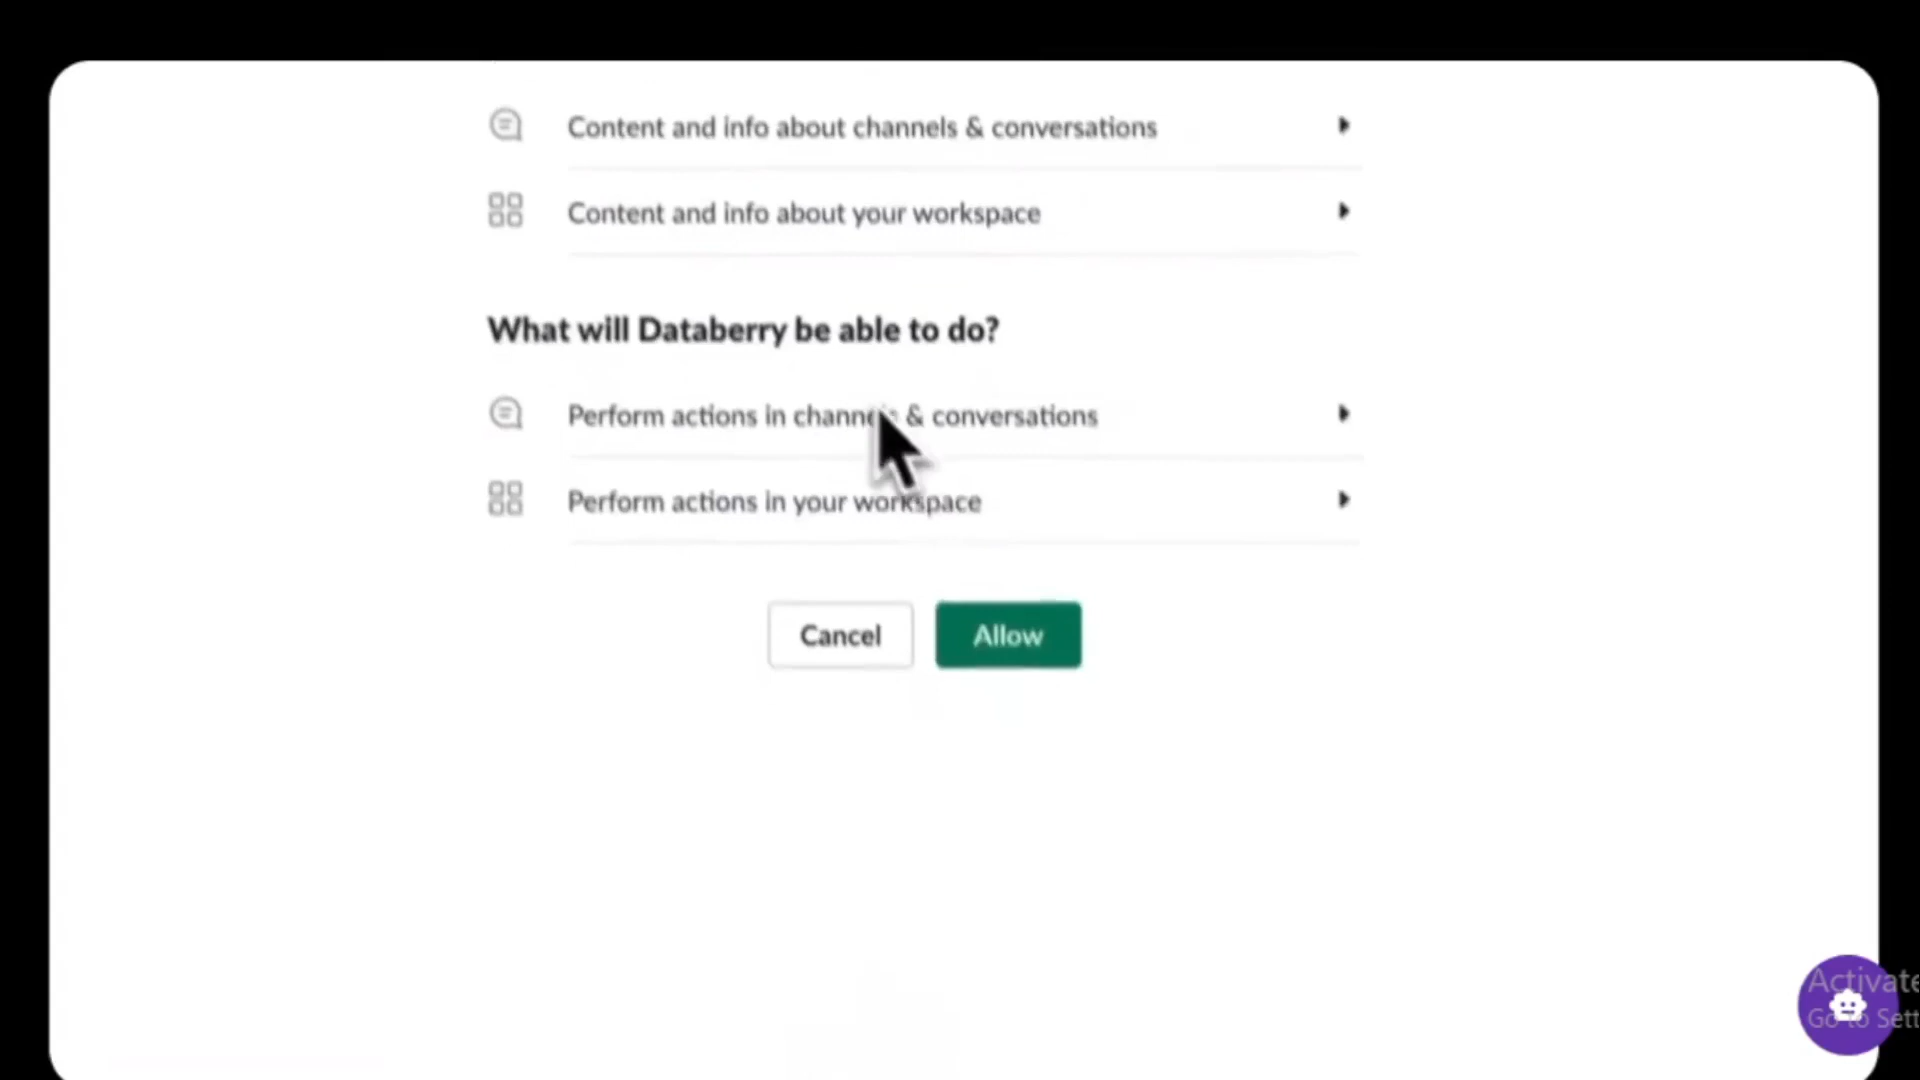 Content and info about channels & conversations
Content and info about your workspace
What will Databerry be able to do?
Perform actions in channels & conversations
Perform actions in your workspace
Cancel
Allow
Activate
Go to Sett